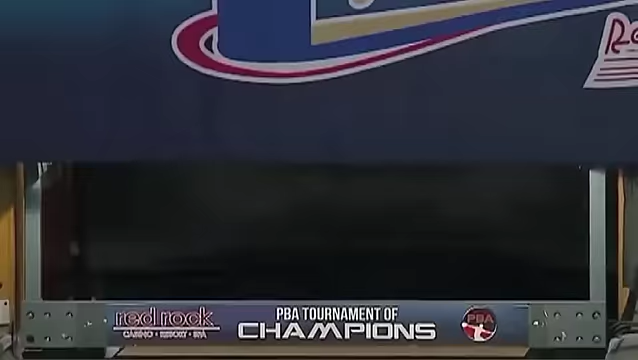 red rock
CASINO • RESORT • SPA
PBA TOURNAMENT OF
CHAMPIONS
PBA